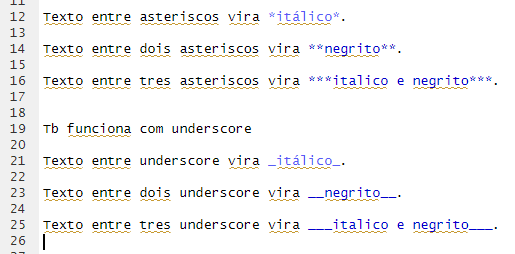 11
12 Texto entre asteriscos vira *itálico*.
13
14 Texto entre dois asteriscos vira **negrito**.
15
16 Texto entre tres asteriscos vira ***italico e negrito***.
17
18
19 Tb funciona com underscore
20
21 Texto entre underscore vira _itálico_.
22
23 Texto entre dois underscore vira __negrito__.
24
25 Texto entre tres underscore vira ___italico e negrito___.
26
27